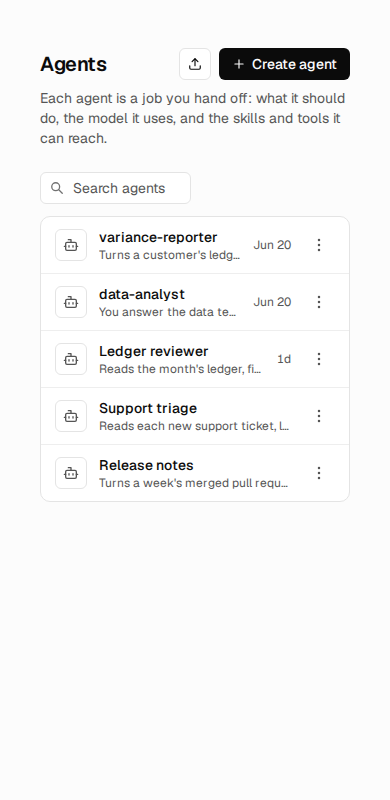 Agents
Create agent
Each agent is a job you hand off: what it should
do, the model it uses, and the skills and tools it
can reach.
Search agents
variance-reporter
Turns a customer's ledg…
Jun 20
data-analyst
You answer the data te…
Jun 20
Ledger reviewer
Reads the month's ledger, fi…
1d
Support triage
Reads each new support ticket, l…
Release notes
Turns a week's merged pull requ…